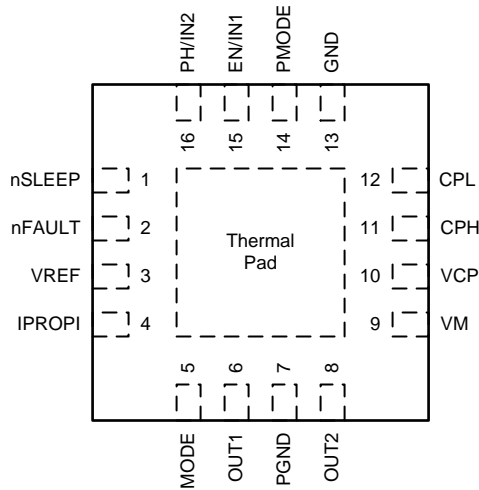 PH/IN2
EN/IN1
PMODE
GND
16
15
14
13
nSLEEP 1
12 CPL
nFAULT 2
11 CPH
VREF 3
10 VCP
IPROPI 4
9 VM
Thermal
Pad
5
6
7
8
MODE
OUT1
PGND
OUT2